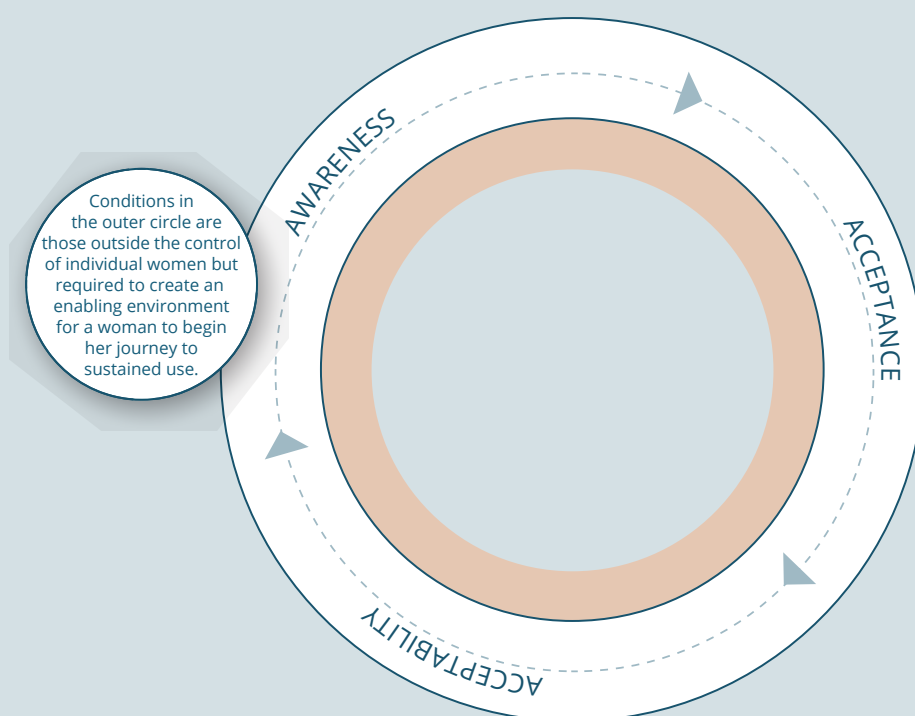 AWARENESS
ACCEPTANCE
ACCEPTABILITY
Conditions in
the outer circle are
those outside the control
of individual women but
required to create an
enabling environment
for a woman to begin
her journey to
sustained use.